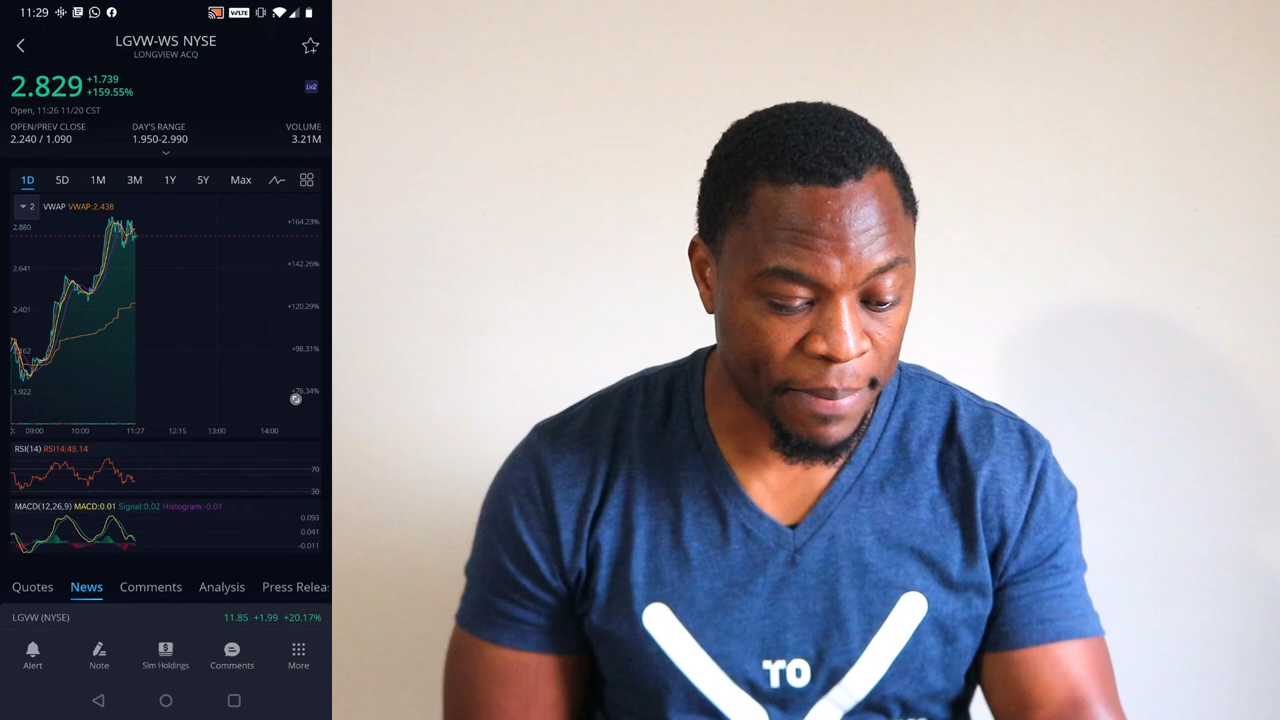 11:29
VoLTE
LGVW-WS NYSE
LONGVIEW ACQ
2.829
+1.739
+159.55%
LV2
Open, 11:26 11/20 CST
OPEN/PREV CLOSE DAY'S RANGE VOLUME
2.240 / 1.090 1.950-2.990 3.21M
1D 5D 1M 3M 1Y 5Y Max
2 VWAP VWAP:2.438
2.880 +164.23%
2.641 +142.26%
2.401 +120.29%
+98.31%
1.922 +76.34%
09:00 10:00 11:27 12:15 13:00 14:00
RSI(14) RSI14:49.14
70
30
MACD(12,26,9) MACD:0.01 Signal:0.02 Histogram:-0.01
0.093
0.041
-0.011
Quotes News Comments Analysis Press Relea
LGVW (NYSE) 11.85 +1.99 +20.17%
Alert Note Sim Holdings Comments More
TO